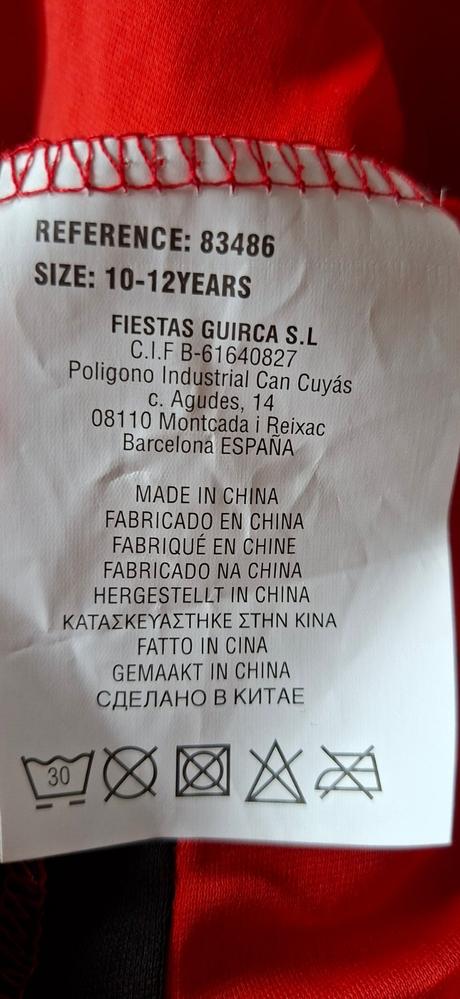 REFERENCE: 83486
SIZE: 10-12YEARS
FIESTAS GUIRCA S.L
C.I.F B-61640827
Poligono Industrial Can Cuyás
c. Agudes, 14
08110 Montcada i Reixac
Barcelona ESPAÑA
MADE IN CHINA
FABRICADO EN CHINA
FABRIQUÉ EN CHINE
FABRICADO NA CHINA
HERGESTELLT IN CHINA
ΚΑΤΑΣΚΕΥΑΣΤΗΚΕ ΣΤΗΝ ΚΙΝΑ
FATTO IN CINA
GEMAAKT IN CHINA
СДЕЛАНО В КИТАЕ
30